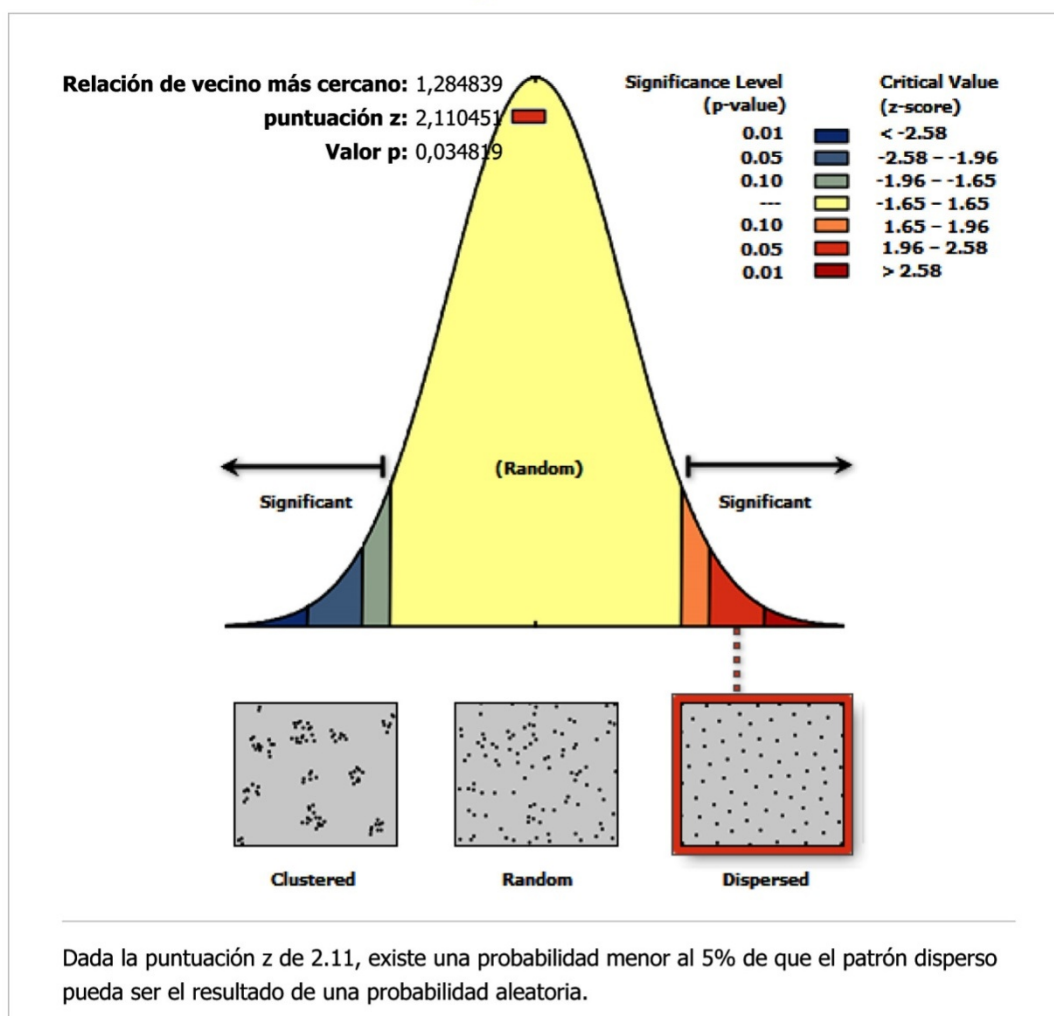 Relación de vecino más cercano: 1,284839
puntuación z: 2,110451
Valor p: 0,034819
Significance Level
(p-value)
Critical Value
(z-score)
0.01 < -2.58
0.05 -2.58 – -1.96
0.10 -1.96 – -1.65
--- -1.65 – 1.65
0.10 1.65 – 1.96
0.05 1.96 – 2.58
0.01 > 2.58
(Random)
Significant
Significant
Clustered
Random
Dispersed
Dada la puntuación z de 2.11, existe una probabilidad menor al 5% de que el patrón disperso
pueda ser el resultado de una probabilidad aleatoria.